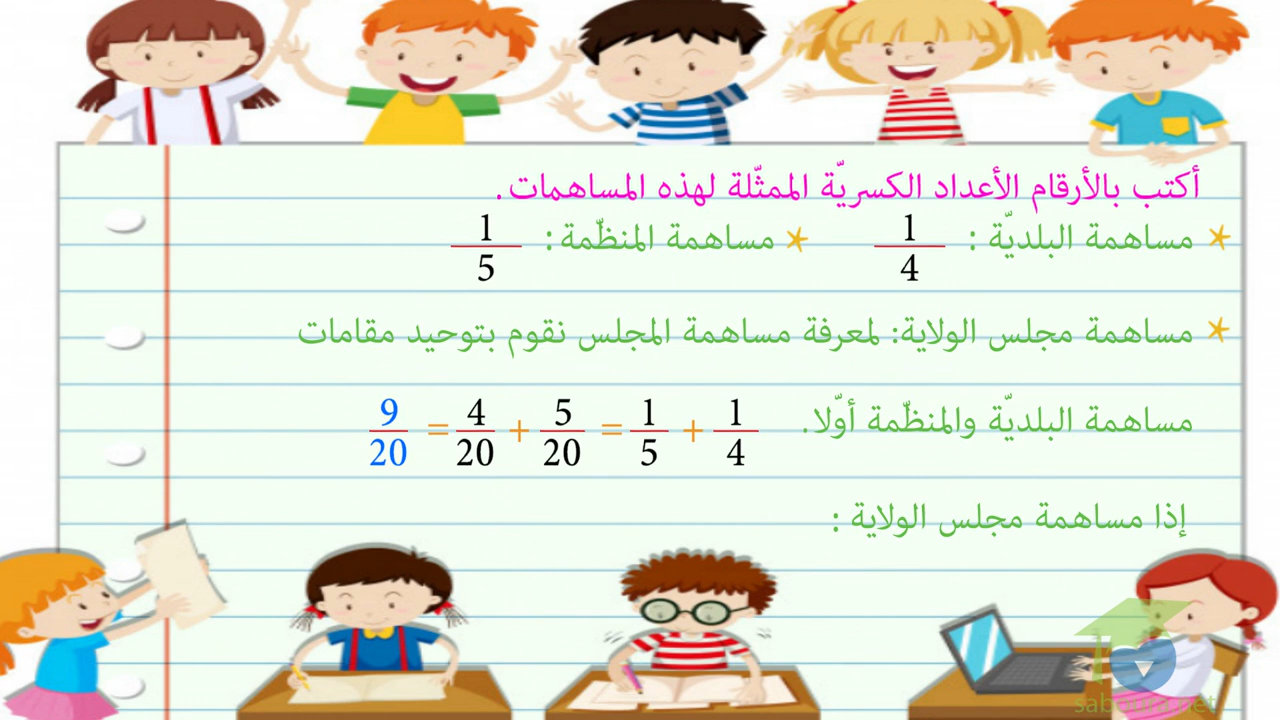 أكتب بالأرقام الأعداد الكسريّة الممثّلة لهذه المساهمات.
* مساهمة البلديّة : 1/4 * مساهمة المنظّمة : 1/5
* مساهمة مجلس الولاية: لمعرفة مساهمة المجلس نقوم بتوحيد مقامات
مساهمة البلديّة والمنظّمة أوّلا. 1/4 + 1/5 = 5/20 + 4/20 = 9/20
إذا مساهمة مجلس الولاية :
saboura.net